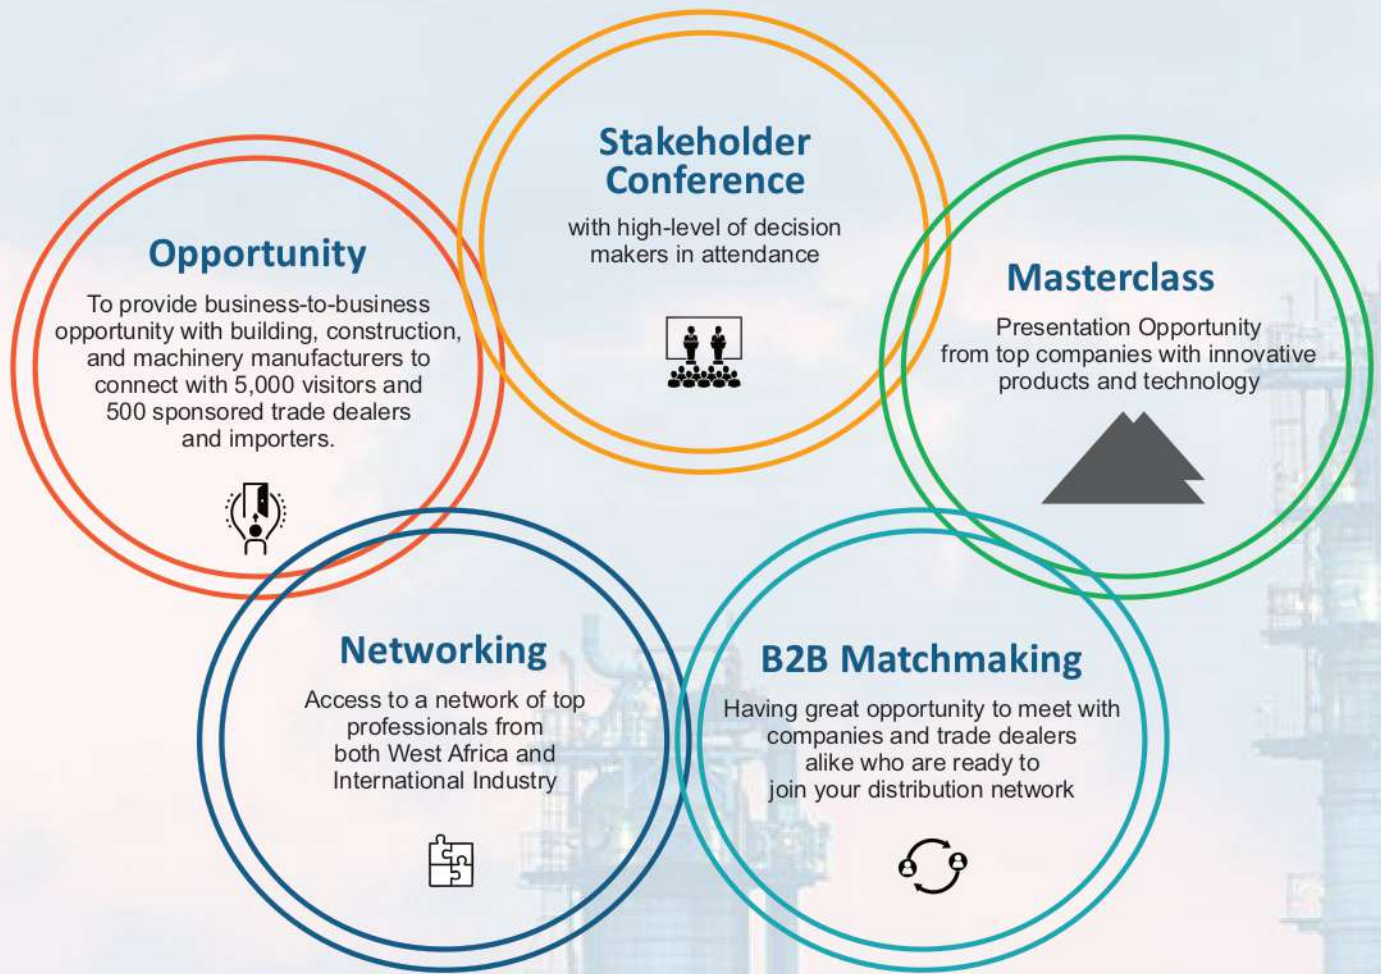 Stakeholder
Conference
with high-level of decision
makers in attendance
Opportunity
To provide business-to-business
opportunity with building, construction,
and machinery manufacturers to
connect with 5,000 visitors and
500 sponsored trade dealers
and importers.
Masterclass
Presentation Opportunity
from top companies with innovative
products and technology
Networking
Access to a network of top
professionals from
both West Africa and
International Industry
B2B Matchmaking
Having great opportunity to meet with
companies and trade dealers
alike who are ready to
join your distribution network